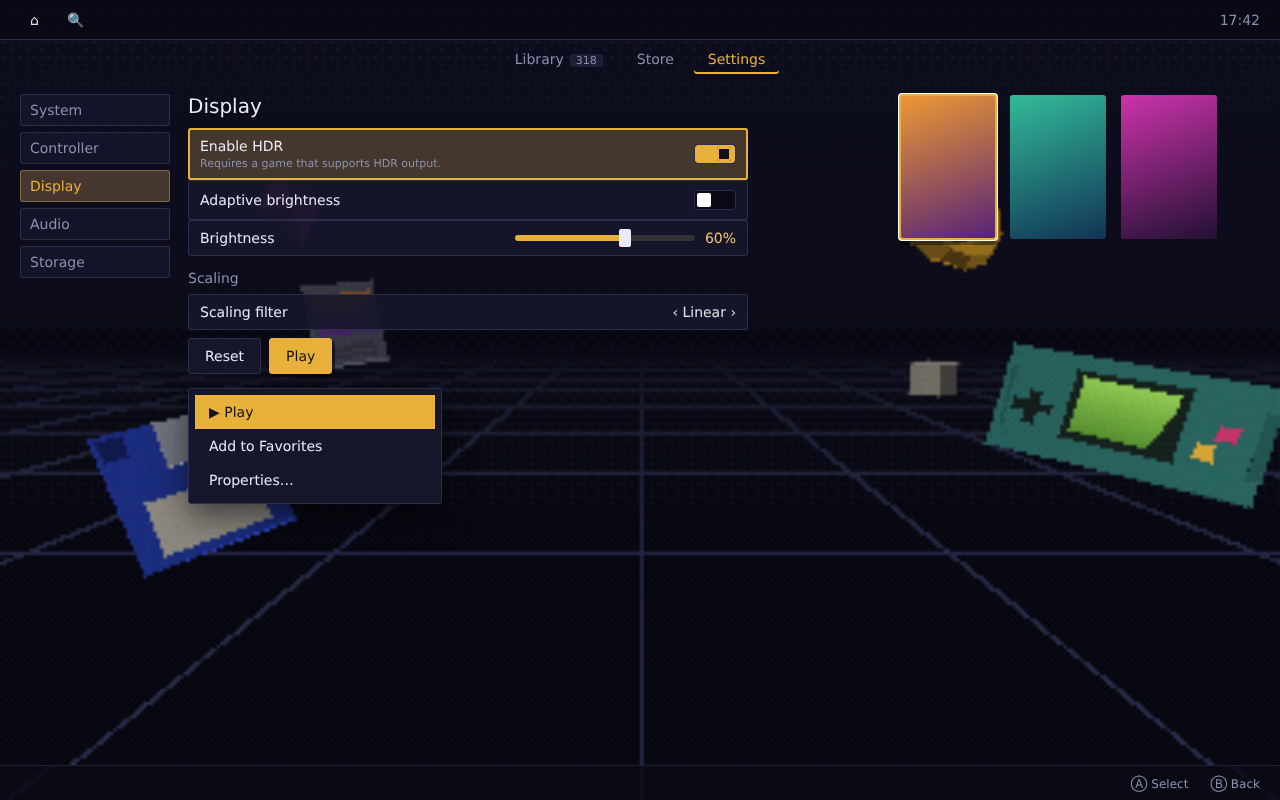 17:42
Library 318 Store Settings
System
Controller
Display
Audio
Storage
Display
Enable HDR
Requires a game that supports HDR output.
Adaptive brightness
Brightness 60%
Scaling
Scaling filter ‹ Linear ›
Reset Play
▶ Play
Add to Favorites
Properties…
Ⓐ Select Ⓑ Back